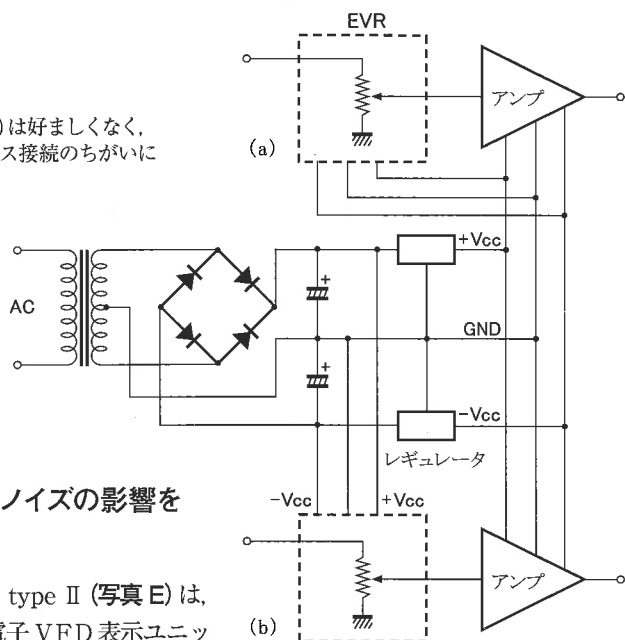 EVR
アンプ
)は好ましくなく,
ス接続のちがいに
(a)
+Vcc
AC
GND
-Vcc
レギュレータ
ノイズの影響を
-Vcc
+Vcc
type II (写真 E) は,
電子 VFD 表示ユニッ
(b)
アンプ